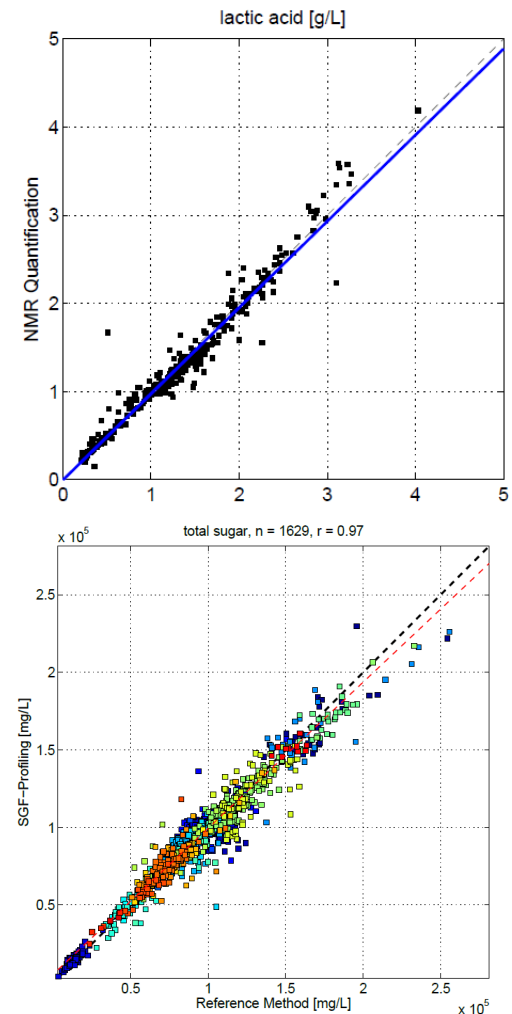 lactic acid [g/L]
5
4
3
2
1
0
NMR Quantification
0 1 2 3 4 5
total sugar, n = 1629, r = 0.97
x 10^5
2.5
2
1.5
1
0.5
SGF-Profiling [mg/L]
0.5 1 1.5 2 2.5
Reference Method [mg/L]
x 10^5